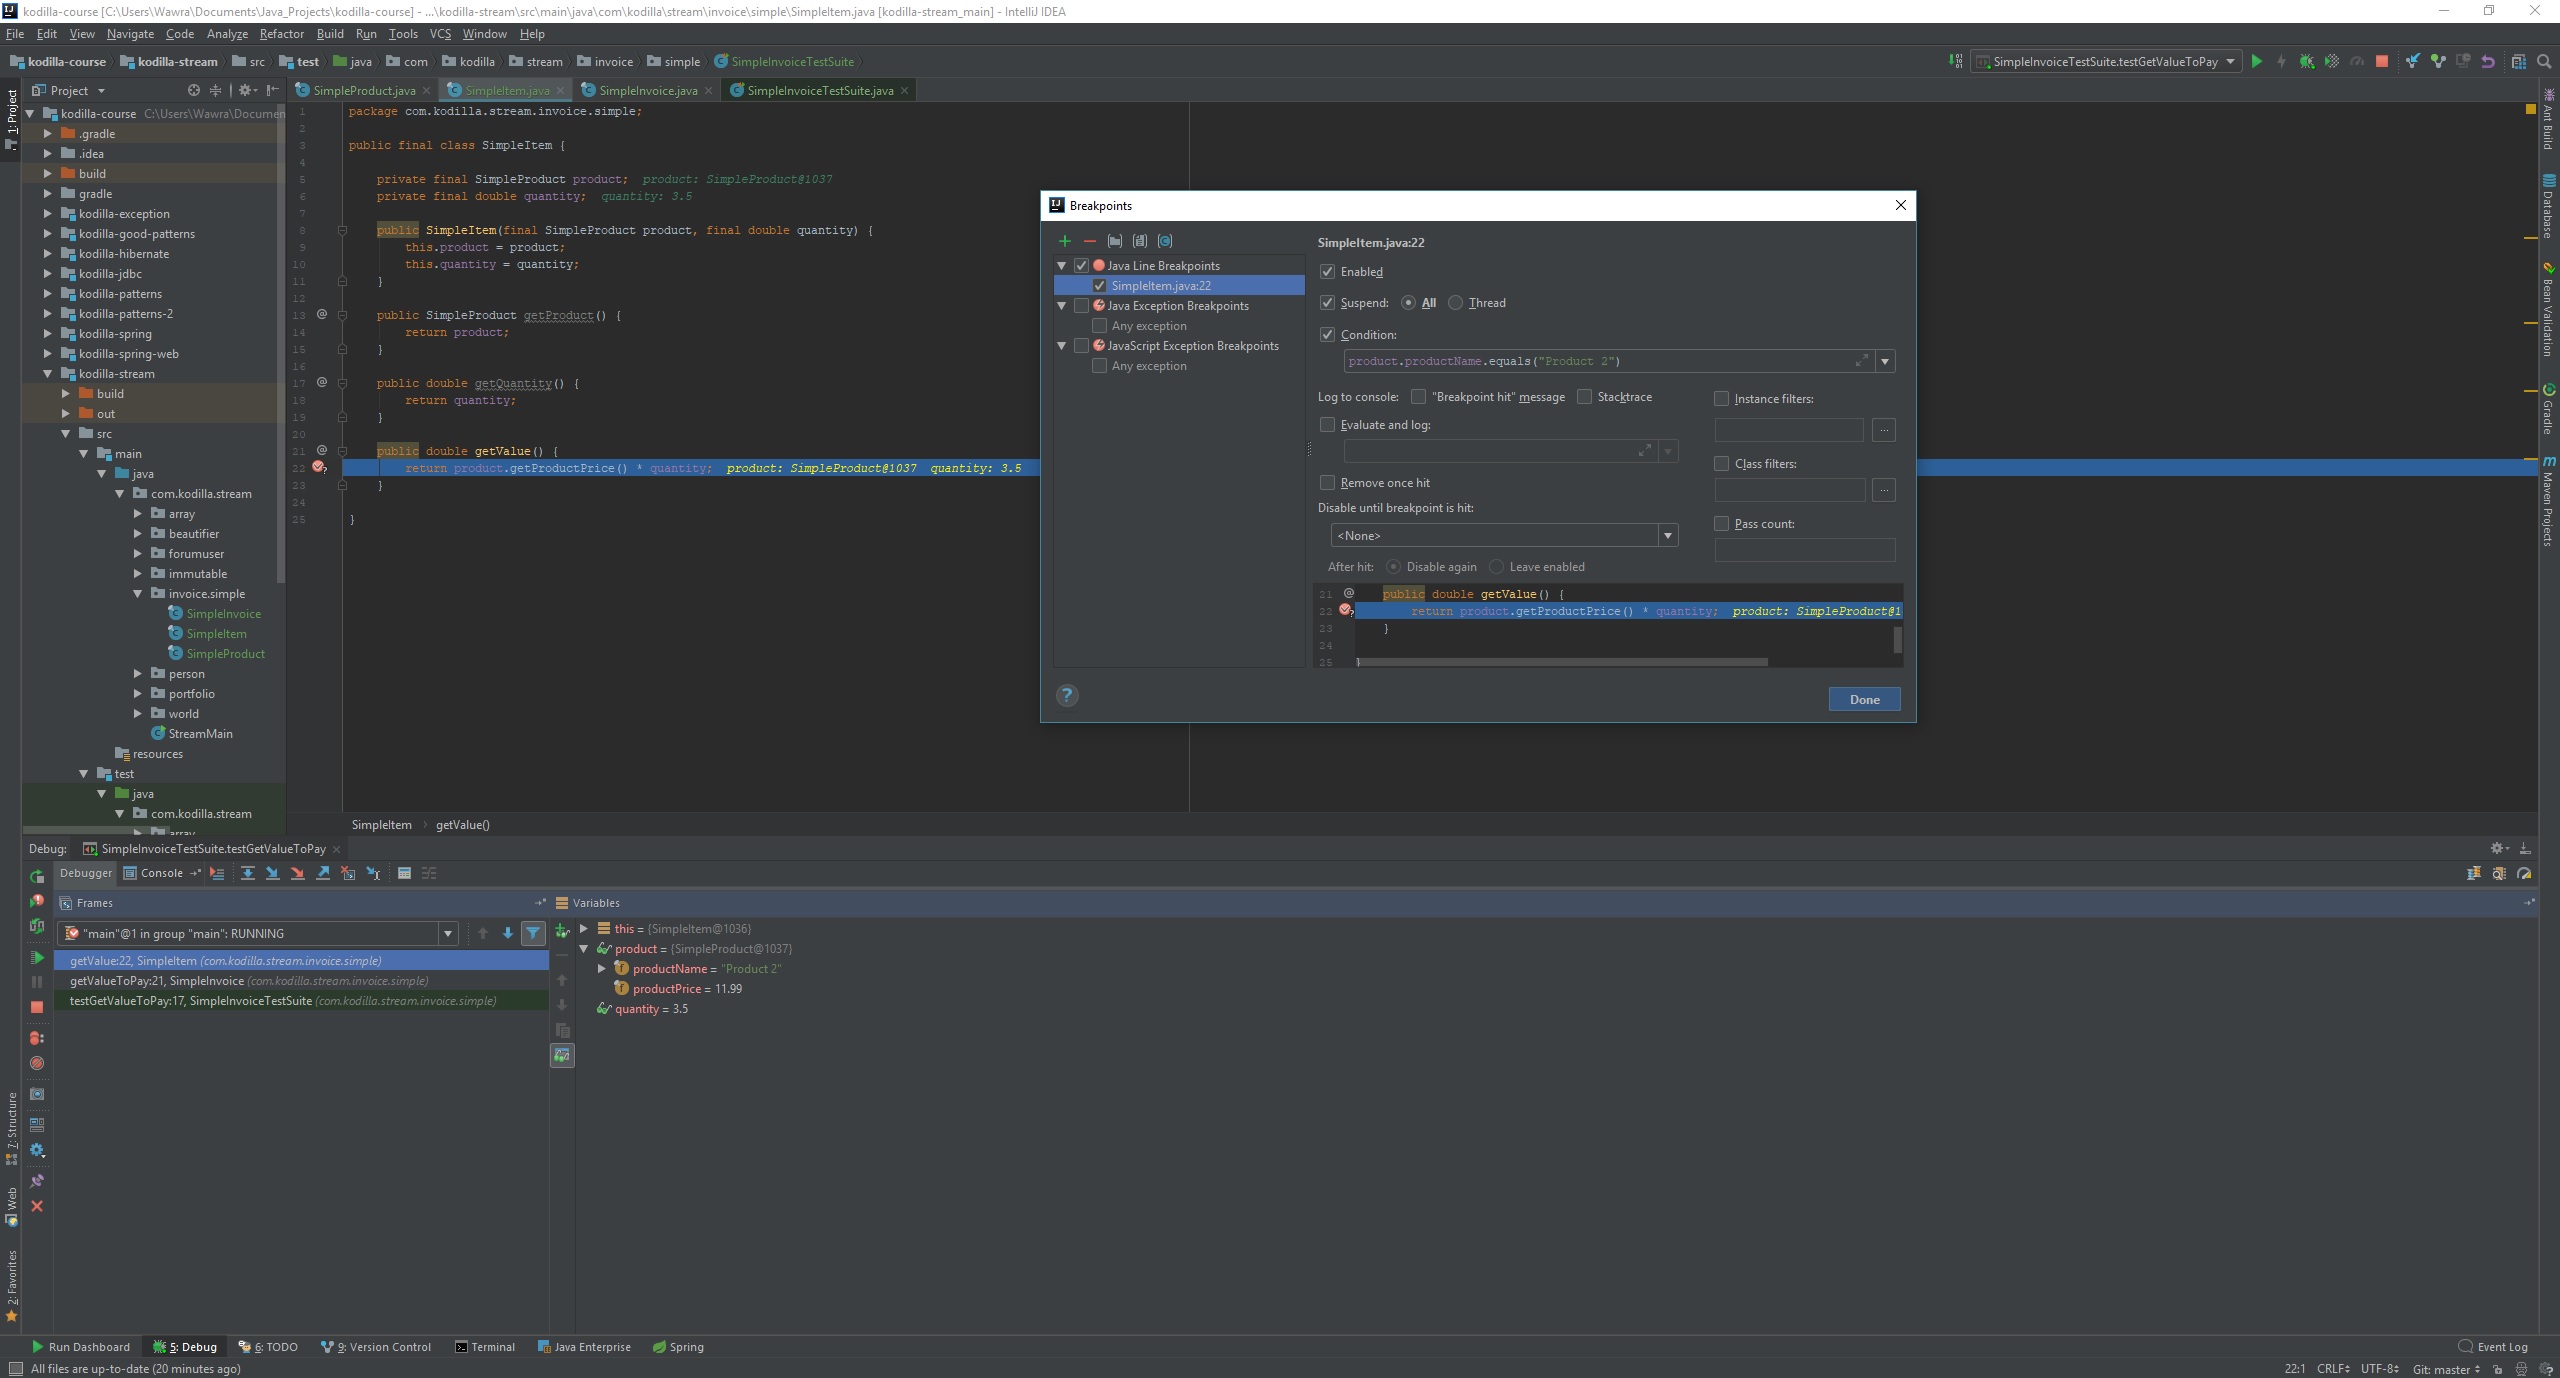 kodilla-course [C:\Users\Wawra\Documents\Java_Projects\kodilla-course] - ...\kodilla-stream\src\main\java\com\kodilla\stream\invoice\simple\SimpleItem.java [kodilla-stream_main] - IntelliJ IDEA
File Edit View Navigate Code Analyze Refactor Build Run Tools VCS Window Help
kodilla-course kodilla-stream src test java com kodilla stream invoice simple SimpleInvoiceTestSuite
SimpleInvoiceTestSuite.testGetValueToPay
Project
SimpleProduct.java SimpleItem.java SimpleInvoice.java SimpleInvoiceTestSuite.java
1: Project
7: Structure
Web
2: Favorites
kodilla-course C:\Users\Wawra\Documen
.gradle
.idea
build
gradle
kodilla-exception
kodilla-good-patterns
kodilla-hibernate
kodilla-jdbc
kodilla-patterns
kodilla-patterns-2
kodilla-spring
kodilla-spring-web
kodilla-stream
build
out
src
main
java
com.kodilla.stream
array
beautifier
forumuser
immutable
invoice.simple
SimpleInvoice
SimpleItem
SimpleProduct
person
portfolio
world
StreamMain
resources
test
java
com.kodilla.stream
array
1 package com.kodilla.stream.invoice.simple;
2
3 public final class SimpleItem {
4
5 private final SimpleProduct product; product: SimpleProduct@1037
6 private final double quantity; quantity: 3.5
7
8 public SimpleItem(final SimpleProduct product, final double quantity) {
9 this.product = product;
10 this.quantity = quantity;
11 }
12
13 @ public SimpleProduct getProduct() {
14 return product;
15 }
16
17 @ public double getQuantity() {
18 return quantity;
19 }
20
21 @ public double getValue() {
22 return product.getProductPrice() * quantity; product: SimpleProduct@1037 quantity: 3.5
23 }
24
25 }
SimpleItem getValue()
Breakpoints
Java Line Breakpoints
SimpleItem.java:22
Java Exception Breakpoints
Any exception
JavaScript Exception Breakpoints
Any exception
SimpleItem.java:22
Enabled
Suspend: All Thread
Condition:
product.productName.equals("Product 2")
Log to console: "Breakpoint hit" message Stacktrace
Instance filters:
...
Evaluate and log:
Class filters:
...
Remove once hit
Disable until breakpoint is hit:
<None>
Pass count:
After hit: Disable again Leave enabled
21 @ public double getValue() {
22 return product.getProductPrice() * quantity; product: SimpleProduct@1
23 }
24
25 }
?
Done
Ant Build
Database
Bean Validation
Gradle
m Maven Projects
Debug: SimpleInvoiceTestSuite.testGetValueToPay
Debugger Console
Frames
Variables
"main"@1 in group "main": RUNNING
getValue:22, SimpleItem (com.kodilla.stream.invoice.simple)
getValueToPay:21, SimpleInvoice (com.kodilla.stream.invoice.simple)
testGetValueToPay:17, SimpleInvoiceTestSuite (com.kodilla.stream.invoice.simple)
this = {SimpleItem@1036}
product = {SimpleProduct@1037}
productName = "Product 2"
productPrice = 11.99
quantity = 3.5
Run Dashboard 5: Debug 6: TODO 9: Version Control Terminal Java Enterprise Spring
Event Log
All files are up-to-date (20 minutes ago)
22:1 CRLF UTF-8 Git: master